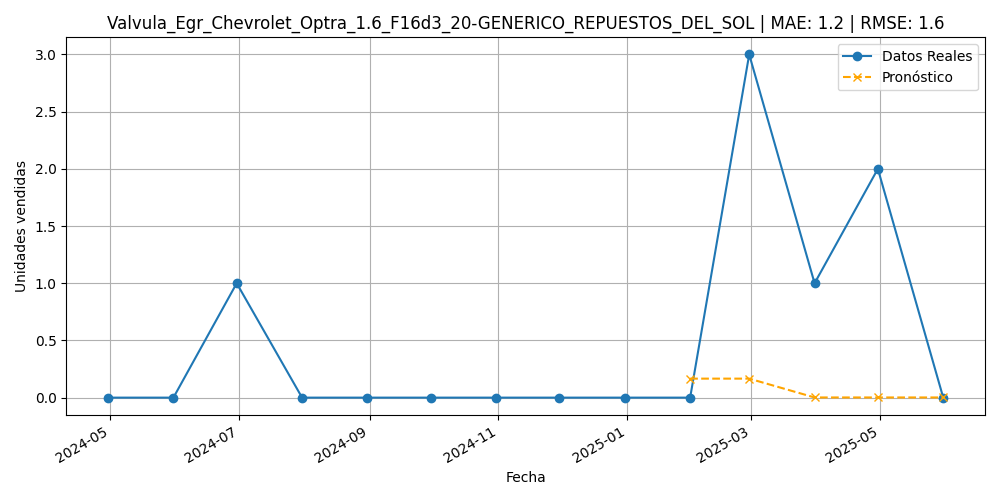 Valvula_Egr_Chevrolet_Optra_1.6_F16d3_20-GENERICO_REPUESTOS_DEL_SOL | MAE: 1.2 | RMSE: 1.6
Datos Reales
Pronóstico
Unidades vendidas
3.0
2.5
2.0
1.5
1.0
0.5
0.0
2024-05
2024-07
2024-09
2024-11
2025-01
2025-03
2025-05
Fecha